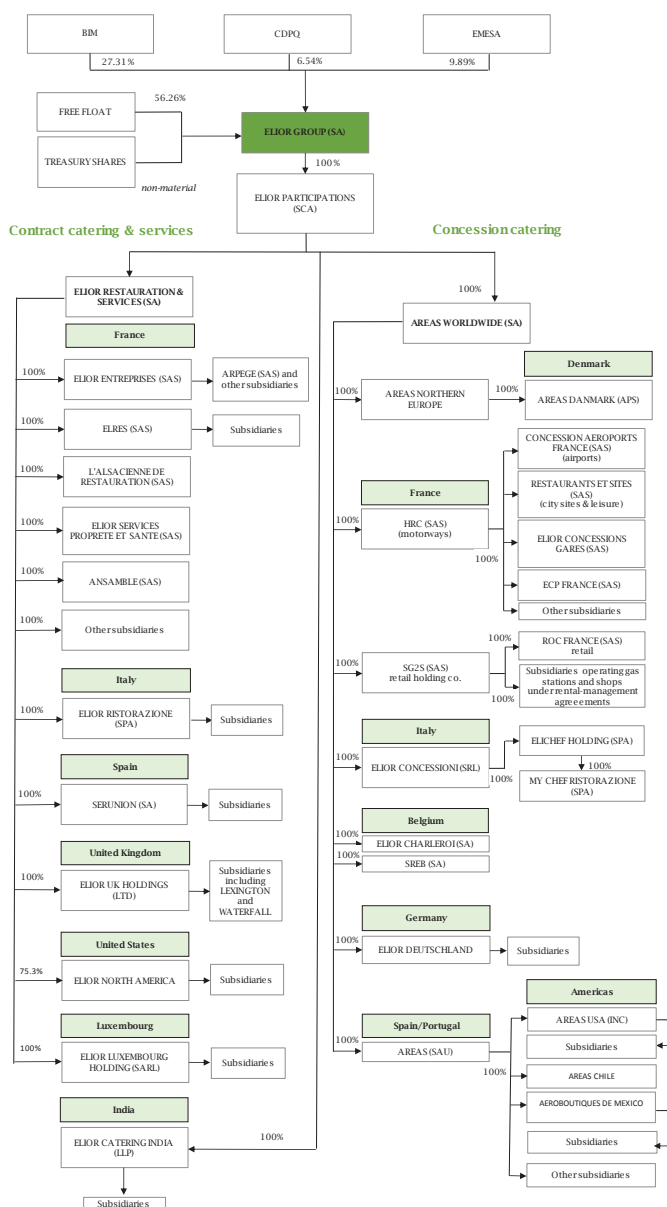 BIM
CDPQ
EMESA
27.31%
6.54%
9.89%
FREE FLOAT
56.26%
TREASURY SHARES
non-material
ELIOR GROUP (SA)
100%
ELIOR PARTICIPATIONS
(SCA)
Contract catering & services
Concession catering
ELIOR RESTAURATION &
SERVICES (SA)
France
100%
ELIOR ENTREPRISES (SAS)
ARPEGE (SAS) and
other subsidiaries
100%
ELRES (SAS)
Subsidiaries
100%
L'ALSACIENNE DE
RESTAURATION (SAS)
100%
ELIOR SERVICES
PROPRETE ET SANTE (SAS)
100%
ANSAMBLE (SAS)
100%
Other subsidiaries
Italy
100%
ELIOR RISTORAZIONE
(SPA)
Subsidiaries
Spain
100%
SERUNION (SA)
Subsidiaries
United Kingdom
100%
ELIOR UK HOLDINGS
(LTD)
Subsidiaries
including
LEXINGTON
and
WATERFALL
United States
75.3%
ELIOR NORTH AMERICA
Subsidiaries
Luxembourg
100%
ELIOR LUXEMBOURG
HOLDING (SARL)
Subsidiaries
India
ELIOR CATERING INDIA
(LLP)
100%
Subsidiaries
100%
AREAS WORLDWIDE (SA)
Denmark
100%
AREAS NORTHERN
EUROPE
100%
AREAS DANMARK (APS)
France
100%
HRC (SAS)
(motorways)
100%
CONCESSION AEROPORTS
FRANCE (SAS)
(airports)
RESTAURANTS ET SITES
(SAS)
(city sites & leisure)
ELIOR CONCESSIONS
GARES (SAS)
ECP FRANCE (SAS)
Other subsidiaries
100%
SG2S (SAS)
retail holding co.
100%
ROC FRANCE (SAS)
retail
100%
Subsidiaries operating gas
stations and shops
under rental-management
agreeements
Italy
100%
ELIOR CONCESSIONI (SRL)
100%
ELICHEF HOLDING (SPA)
100%
MY CHEF RISTORAZIONE
(SPA)
Belgium
100%
ELIOR CHARLEROI (SA)
100%
SREB (SA)
Germany
100%
ELIOR DEUTSCHLAND
Subsidiaries
Americas
Spain/Portugal
100%
AREAS (SAU)
100%
AREAS USA (INC)
Subsidiaries
AREAS CHILE
AEROBOUTIQUES DE MEXICO
Subsidiaries
Other subsidiaries